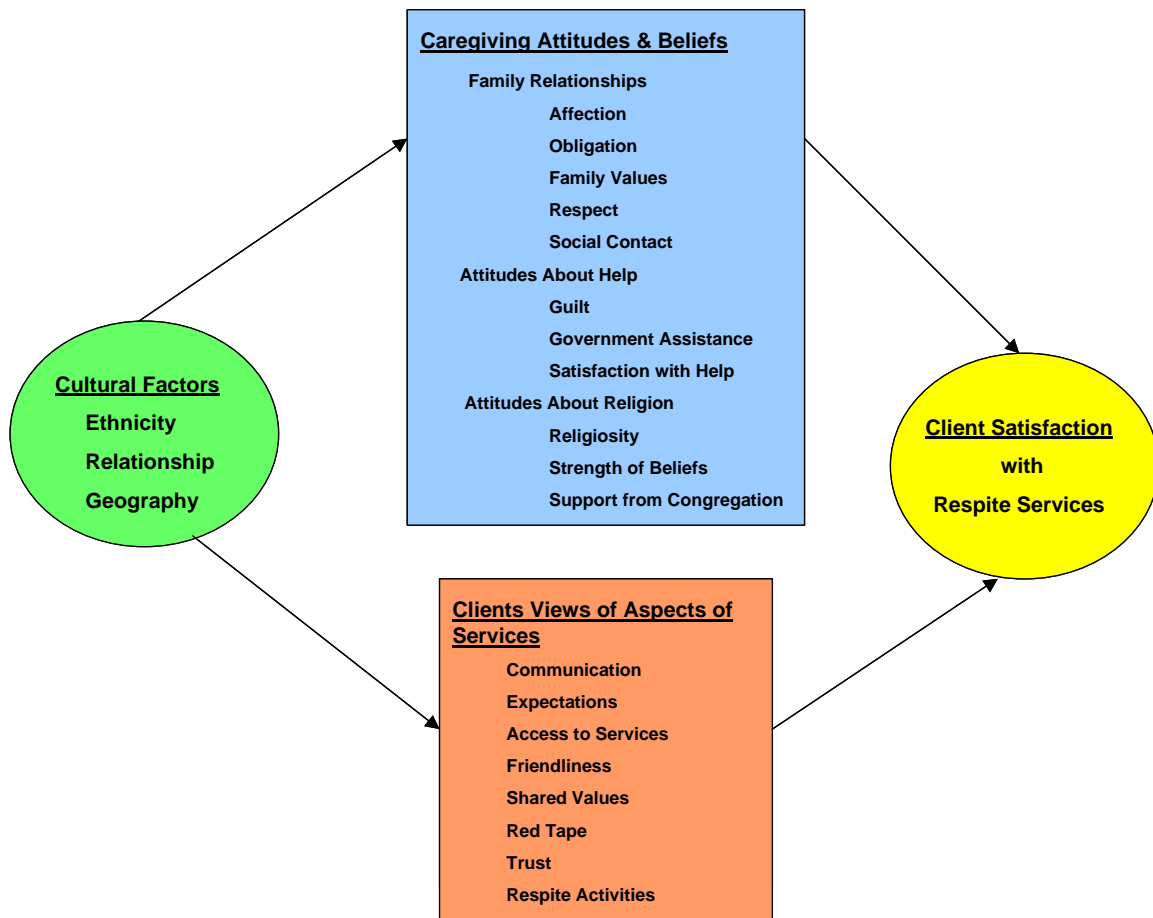 Caregiving Attitudes & Beliefs
Family Relationships
Affection
Obligation
Family Values
Respect
Social Contact
Attitudes About Help
Guilt
Government Assistance
Satisfaction with Help
Attitudes About Religion
Religiosity
Strength of Beliefs
Support from Congregation
Cultural Factors
Ethnicity
Relationship
Geography
Client Satisfaction
with
Respite Services
Clients Views of Aspects of
Services
Communication
Expectations
Access to Services
Friendliness
Shared Values
Red Tape
Trust
Respite Activities